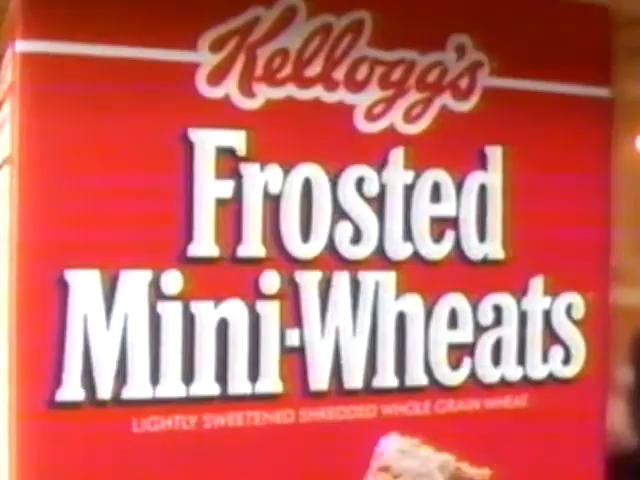 Kellogg's
Frosted
Mini-Wheats
LIGHTLY SWEETENED SHREDDED WHOLE GRAIN WHEAT